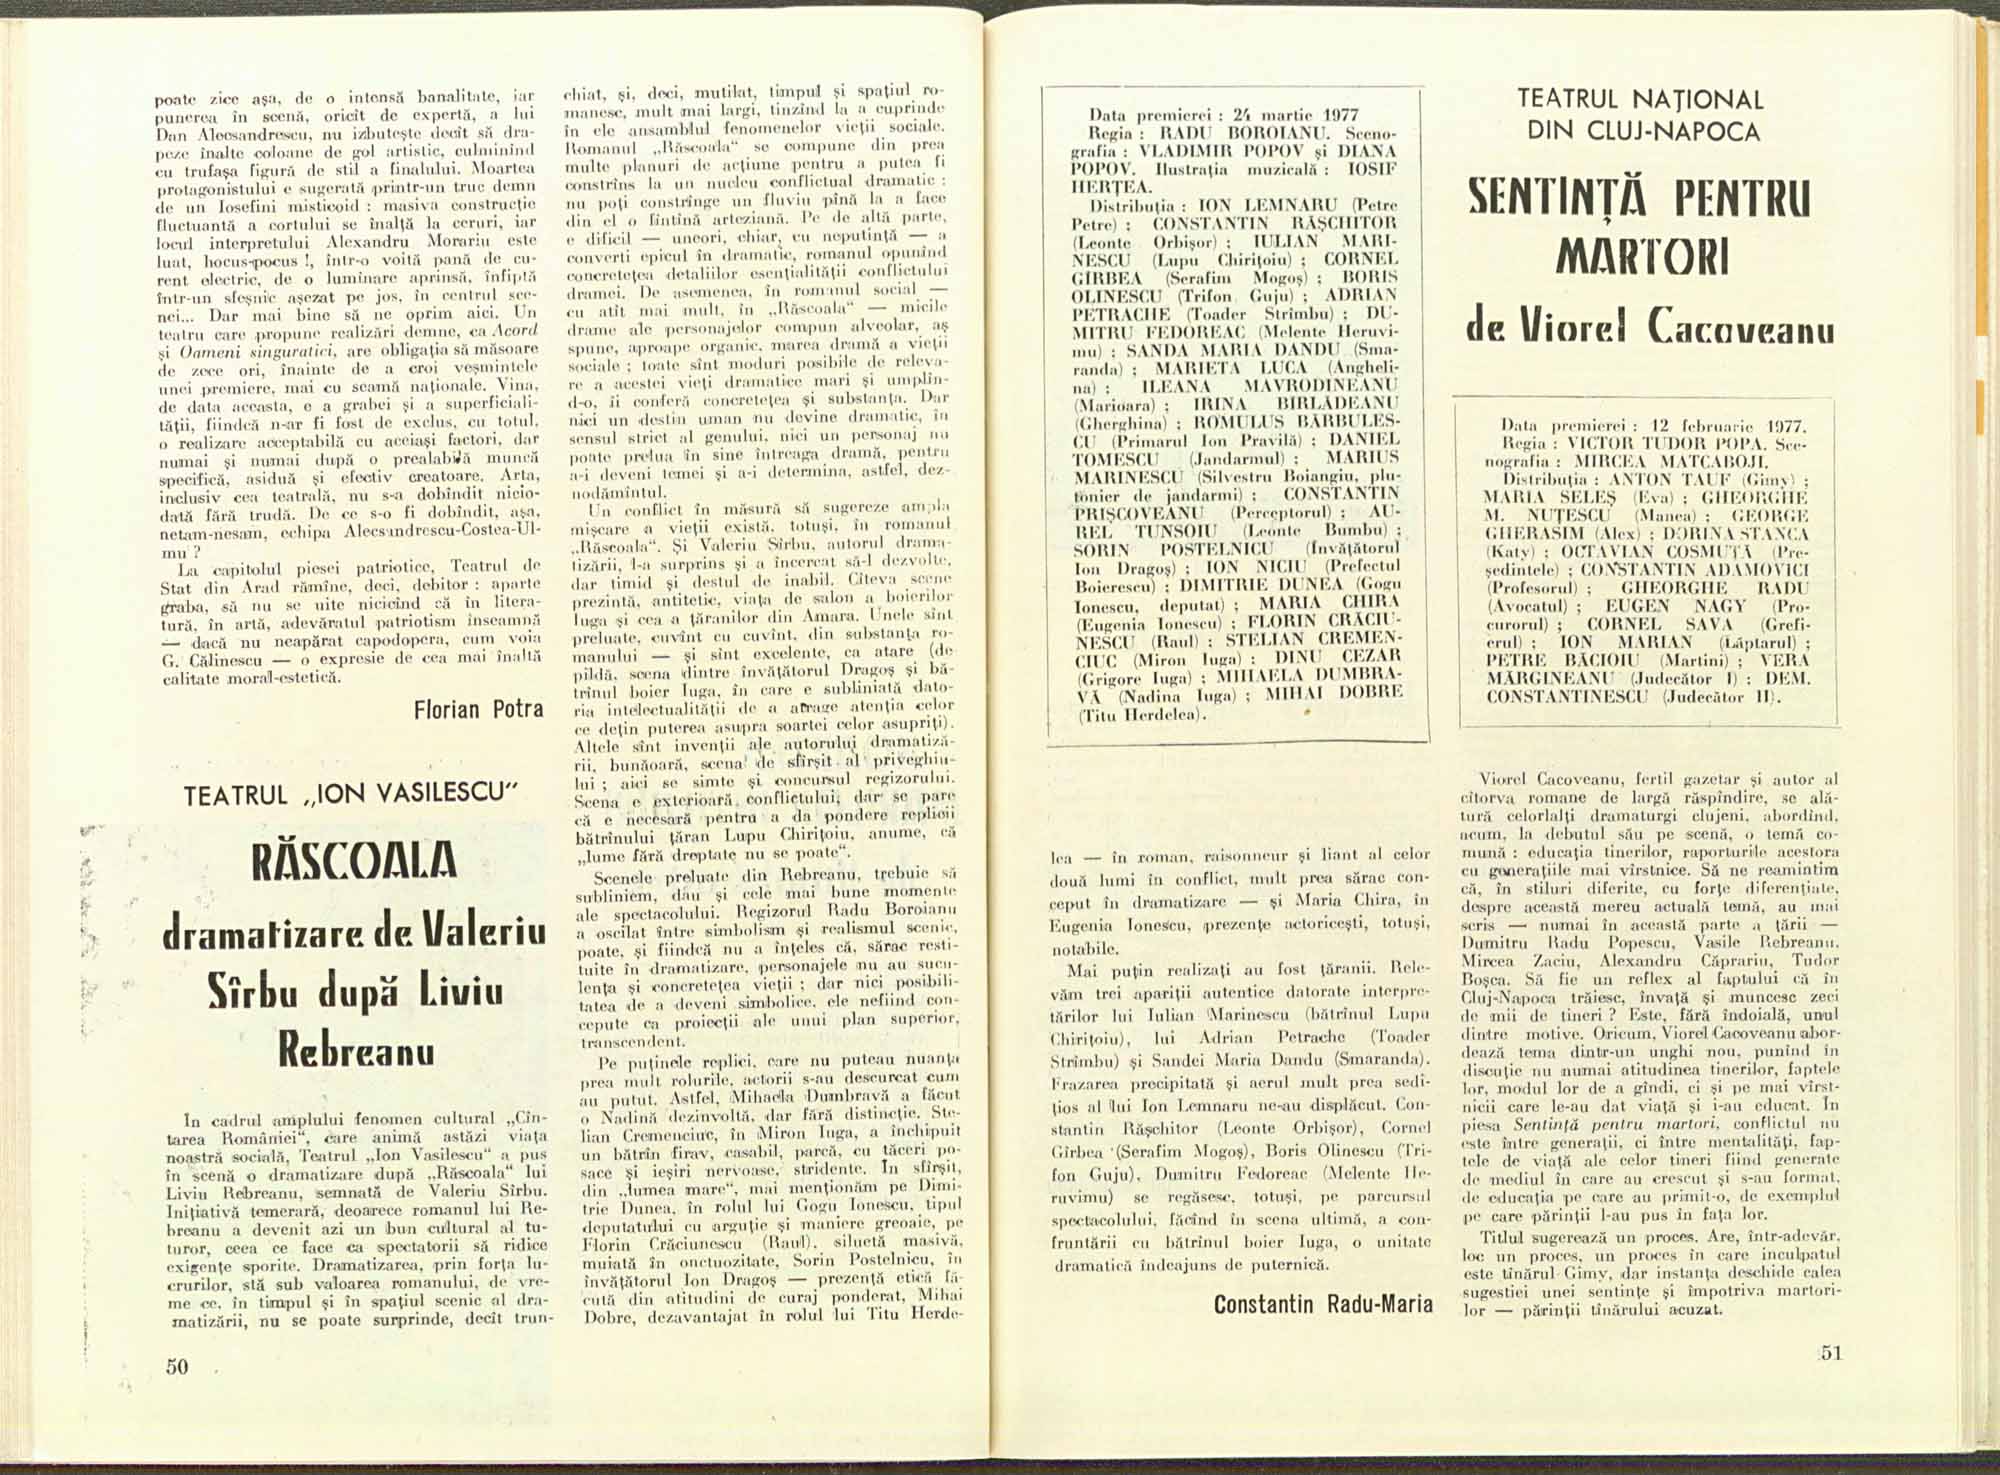 poate zice așa, de o intensă banalitate, iar
punerea în scenă, oricît de expertă, a lui
Dan Alecsandrescu, nu izbutește decît să dra-
peze înalte coloane de gol artistic, culminînd
cu trufașa figură de stil a finalului. Moartea
protagonistului e sugerată printr-un truc demn
de un Iosefini misticoid : masiva construcție
fluctuantă a cortului se înalță la ceruri, iar
locul interpretului Alexandru Morariu este
luat, hocus-pocus !, într-o voită pană de cu-
rent electric, de o luminare aprinsă, înfiptă
într-un sfeșnic așezat pe jos, în centrul sce-
nei... Dar mai bine să ne oprim aici. Un
teatru care propune realizări demne, ca Acord
și Oameni singuratici, are obligația să măsoare
de zece ori, înainte de a croi veșmintele
unei premiere, mai cu seamă naționale. Vina,
de data aceasta, e a grabei și a superficiali-
tății, fiindcă n-ar fi fost de exclus, cu totul,
o realizare acceptabilă cu aceiași factori, dar
numai și numai după o prealabilă muncă
specifică, asiduă și efectiv creatoare. Arta,
inclusiv cea teatrală, nu s-a dobîndit nicio-
dată fără trudă. De ce s-o fi dobîndit, așa,
netam-nesam, echipa Alecsandrescu-Costea-Ul-
mu ?
La capitolul piesei patriotice, Teatrul de
Stat din Arad rămîne, deci, debitor : aparte
graba, să nu se uite nicicînd că în litera-
tură, în artă, adevăratul patriotism înseamnă
— dacă nu neapărat capodopera, cum voia
G. Călinescu — o expresie de cea mai înaltă
calitate moral-estetică.
Florian Potra
TEATRUL „ION VASILESCU”
RĂSCOALA
dramatizare de Valeriu
Sîrbu după Liviu
Rebreanu
In cadrul amplului fenomen cultural „Cîn-
tarea României“, care animă astăzi viața
noastră socială, Teatrul „Ion Vasilescu“ a pus
în scenă o dramatizare după „Răscoala“ lui
Liviu Rebreanu, semnată de Valeriu Sîrbu.
Inițiativă temerară, deoarece romanul lui Re-
breanu a devenit azi un bun cultural al tu-
turor, ceea ce face ca spectatorii să ridice
exigențe sporite. Dramatizarea, prin forța lu-
crurilor, stă sub valoarea romanului, de vre-
me ce, în timpul și în spațiul scenic al dra-
matizării, nu se poate surprinde, decît trun-
50
chiat, și, deci, mutilat, timpul și spațiul ro-
manesc, mult mai largi, tinzînd la a cuprinde
în ele ansamblul fenomenelor vieții sociale.
Romanul „Răscoala“ se compune din prea
multe planuri de acțiune pentru a putea fi
constrîns la un nucleu conflictual dramatic :
nu poți constrînge un fluviu pînă la a face
din el o fîntînă arteziană. Pe de altă parte,
e dificil — uneori, chiar, cu neputință — a
converti epicul în dramatic, romanul opunînd
concretețea detaliilor esențialității conflictului
dramei. De asemenea, în romanul social —
cu atît mai mult, în „Răscoala“ — micile
drame ale personajelor compun alveolar, aș
spune, aproape organic, marea dramă a vieții
sociale ; toate sînt moduri posibile de releva-
re a acestei vieți dramatice mari și umplîn-
d-o, îi conferă concretețea și substanța. Dar
nici un destin uman nu devine dramatic, în
sensul strict al genului, nici un personaj nu
poate prelua în sine întreaga dramă, pentru
a-i deveni temei și a-i determina, astfel, dez-
nodămîntul.
Un conflict în măsură să sugereze ampla
mișcare a vieții există, totuși, în romanul
„Răscoala“. Și Valeriu Sîrbu, autorul drama-
tizării, l-a surprins și a încercat să-l dezvolte,
dar timid și destul de inabil. Cîteva scene
prezintă, antitetic, viața de salon a boierilor
Iuga și cea a țăranilor din Amara. Unele sînt
preluate, cuvînt cu cuvînt, din substanța ro-
manului — și sînt excelente, ca atare (de
pildă, scena dintre învățătorul Dragoș și bă-
trînul boier Iuga, în care e subliniată dato-
ria intelectualității de a atrage atenția celor
ce dețin puterea asupra soartei celor asupriți).
Altele sînt invenții ale autorului dramatiză-
rii, bunăoară, scena de sfîrșit al priveghiu-
lui ; aici se simte și concursul regizorului.
Scena e exterioară conflictului, dar se pare
că e necesară pentru a da pondere replicii
bătrînului țăran Lupu Chirițoiu, anume, că
„lume fără dreptate nu se poate“.
Scenele preluate din Rebreanu, trebuie să
subliniem, dau și cele mai bune momente
ale spectacolului. Regizorul Radu Boroianu
a oscilat între simbolism și realismul scenic,
poate, și fiindcă nu a înțeles că, sărac resti-
tuite în dramatizare, personajele nu au sucu-
lența și concretețea vieții ; dar nici posibili-
tatea de a deveni simbolice, ele nefiind con-
cepute ca proiecții ale unui plan superior,
transcendent.
Pe puținele replici, care nu puteau nuanța
prea mult rolurile, actorii s-au descurcat cum
au putut. Astfel, Mihaela Dumbravă a făcut
o Nadină dezinvoltă, dar fără distincție. Ste-
lian Cremenciuc, în Miron Iuga, a închipuit
un bătrîn firav, casabil, parcă, cu tăceri po-
sace și ieșiri nervoase, stridente. In sfîrșit,
din „lumea mare“, mai menționăm pe Dimi-
trie Dunea, în rolul lui Gogu Ionescu, tipul
deputatului cu arguție și maniere greoaie, pe
Florin Crăciunescu (Raul), siluetă masivă,
muiată în onctuozitate, Sorin Postelnicu, în
învățătorul Ion Dragoș — prezență etică fă-
cută din atitudini de curaj ponderat, Mihai
Dobre, dezavantajat în rolul lui Titu Herde-
Data premierei : 24 martie 1977
Regia : RADU BOROIANU. Sceno-
grafia : VLADIMIR POPOV și DIANA
POPOV. Ilustrația muzicală : IOSIF
HERȚEA.
Distribuția : ION LEMNARU (Petre
Petre) ; CONSTANTIN RĂȘCHITOR
(Leonte Orbișor) ; IULIAN MARI-
NESCU (Lupu Chirițoiu) ; CORNEL
GÎRBEA (Serafim Mogoș) ; BORIS
OLINESCU (Trifon Guju) ; ADRIAN
PETRACHE (Toader Strîmbu) ; DU-
MITRU FEDOREAC (Melente Heruvi-
mu) ; SANDA MARIA DANDU (Sma-
randa) ; MARIETA LUCA (Angheli-
na) ; ILEANA MAVRODINEANU
(Marioara) ; IRINA BIRLĂDEANU
(Gherghina) ; ROMULUS BĂRBULES-
CU (Primarul Ion Pravilă) ; DANIEL
TOMESCU (Jandarmul) ; MARIUS
MARINESCU (Silvestru Boiangiu, plu-
tonier de jandarmi) ; CONSTANTIN
PRIȘCOVEANU (Perceptorul) ; AU-
REL TUNSOIU (Leonte Bumbu) ;
SORIN POSTELNICU (Învățătorul
Ion Dragoș) ; ION NICIU (Prefectul
Boierescu) ; DIMITRIE DUNEA (Gogu
Ionescu, deputat) ; MARIA CHIRA
(Eugenia Ionescu) ; FLORIN CRĂCIU-
NESCU (Raul) ; STELIAN CREMEN-
CIUC (Miron Iuga) ; DINU CEZAR
(Grigore Iuga) ; MIHAELA DUMBRA-
VĂ (Nadina Iuga) ; MIHAI DOBRE
(Titu Herdelea).
lea — în roman, raisonneur și liant al celor
două lumi în conflict, mult prea sărac con-
ceput în dramatizare — și Maria Chira, în
Eugenia Ionescu, prezențe actoricești, totuși,
notabile.
Mai puțin realizați au fost țăranii. Rele-
văm trei apariții autentice datorate interpre-
tărilor lui Iulian Marinescu (bătrînul Lupu
Chirițoiu), lui Adrian Petrache (Toader
Strîmbu) și Sandei Maria Dandu (Smaranda).
Frazarea precipitată și aerul mult prea sedi-
țios al lui Ion Lemnaru ne-au displăcut. Con-
stantin Rășchitor (Leonte Orbișor), Cornel
Gîrbea (Serafim Mogoș), Boris Olinescu (Tri-
fon Guju), Dumitru Fedoreac (Melente He-
ruvimu) se regăsesc, totuși, pe parcursul
spectacolului, făcînd în scena ultimă, a con-
fruntării cu bătrînul boier Iuga, o unitate
dramatică îndeajuns de puternică.
Constantin Radu-Maria
TEATRUL NAȚIONAL
DIN CLUJ-NAPOCA
SENTINȚĂ PENTRU
MARTORI
de Viorel Cacoveanu
Data premierei : 12 februarie 1977.
Regia : VICTOR TUDOR POPA. Sce-
nografia : MIRCEA MATCABOJI.
Distribuția : ANTON TAUF (Gimy) ;
MARIA SELEȘ (Eva) ; GHEORGHE
M. NUȚESCU (Manea) ; GEORGE
GHERASIM (Alex) ; DORINA STANCA
(Katy) ; OCTAVIAN COSMUȚĂ (Pre-
ședintele) ; CONSTANTIN ADAMOVICI
(Profesorul) ; GHEORGHE RADU
(Avocatul) ; EUGEN NAGY (Pro-
curorul) ; CORNEL SAVA (Grefi-
erul) ; ION MARIAN (Lăptarul) ;
PETRE BĂCIOIU (Martini) ; VERA
MĂRGINEANU (Judecător I) ; DEM.
CONSTANTINESCU (Judecător II).
Viorel Cacoveanu, fertil gazetar și autor al
cîtorva romane de largă răspîndire, se ală-
tură celorlalți dramaturgi clujeni, abordînd,
acum, la debutul său pe scenă, o temă co-
mună : educația tinerilor, raporturile acestora
cu generațiile mai vîrstnice. Să ne reamintim
că, în stiluri diferite, cu forțe diferențiate,
despre această mereu actuală temă, au mai
scris — numai în această parte a țării —
Dumitru Radu Popescu, Vasile Rebreanu,
Mircea Zaciu, Alexandru Căprariu, Tudor
Boșca. Să fie un reflex al faptului că în
Cluj-Napoca trăiesc, învață și muncesc zeci
de mii de tineri ? Este, fără îndoială, unul
dintre motive. Oricum, Viorel Cacoveanu abor-
dează tema dintr-un unghi nou, punînd în
discuție nu numai atitudinea tinerilor, faptele
lor, modul lor de a gîndi, ci și pe mai vîrst-
nicii care le-au dat viață și i-au educat. În
piesa Sentință pentru martori, conflictul nu
este între generații, ci între mentalități, fap-
tele de viață ale celor tineri fiind generate
de mediul în care au crescut și s-au format,
de educația pe care au primit-o, de exemplul
pe care părinții l-au pus în fața lor.
Titlul sugerează un proces. Are, într-adevăr,
loc un proces, un proces în care inculpatul
este tînărul Gimy, dar instanța deschide calea
sugestiei unei sentințe și împotriva martori-
lor — părinții tînărului acuzat.
51